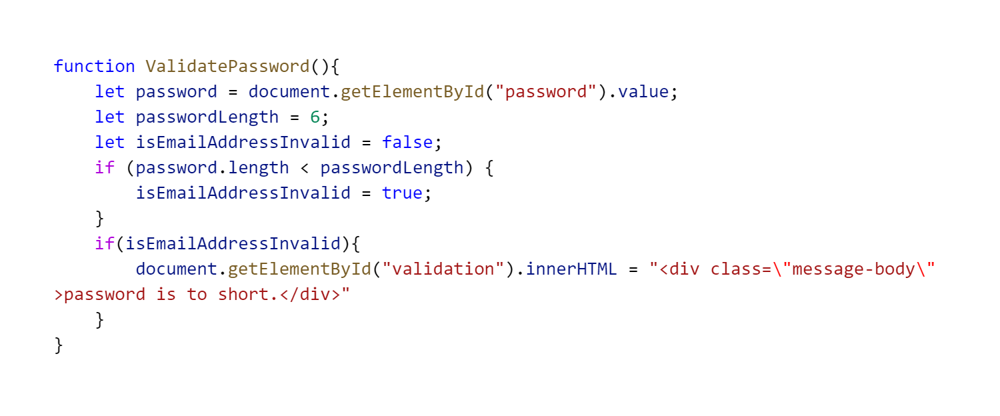 function ValidatePassword(){
    let password = document.getElementById("password").value;
    let passwordLength = 6;
    let isEmailAddressInvalid = false;
    if (password.length < passwordLength) {
        isEmailAddressInvalid = true;
    }
    if(isEmailAddressInvalid){
        document.getElementById("validation").innerHTML = "<div class=\"message-body\"
>password is to short.</div>"
    }
}